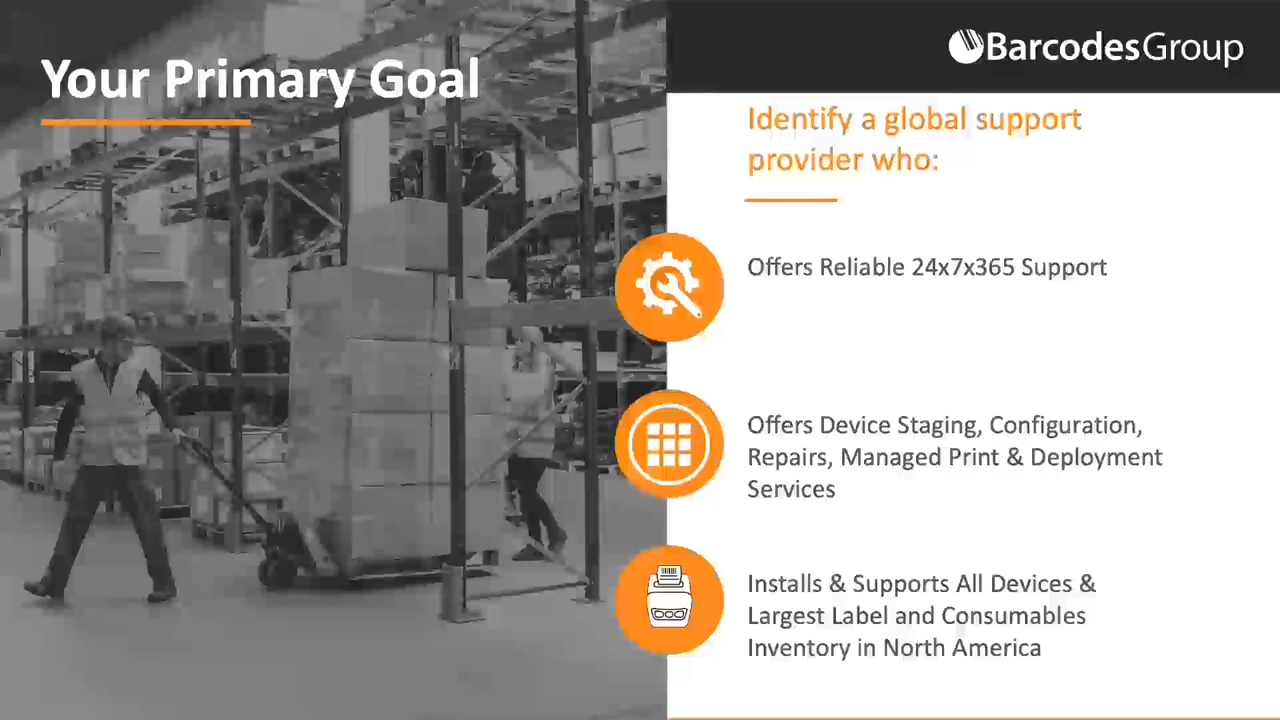 Your Primary Goal
BarcodesGroup
Identify a global support
provider who:
Offers Reliable 24x7x365 Support
Offers Device Staging, Configuration,
Repairs, Managed Print & Deployment
Services
Installs & Supports All Devices &
Largest Label and Consumables
Inventory in North America